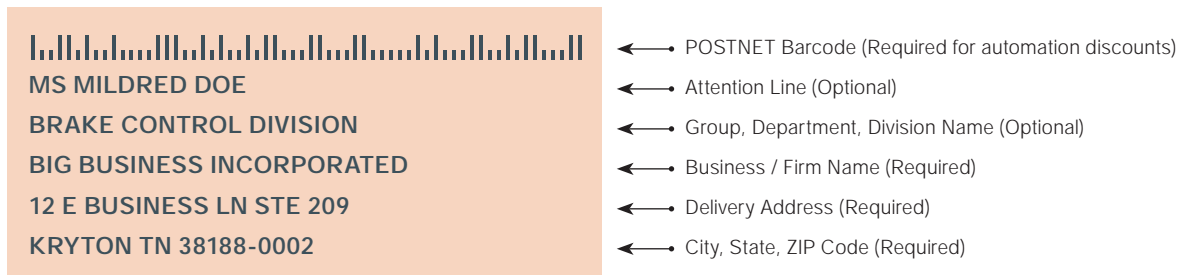 POSTNET Barcode (Required for automation discounts)
MS MILDRED DOE
Attention Line (Optional)
BRAKE CONTROL DIVISION
Group, Department, Division Name (Optional)
BIG BUSINESS INCORPORATED
Business / Firm Name (Required)
12 E BUSINESS LN STE 209
Delivery Address (Required)
KRYTON TN 38188-0002
City, State, ZIP Code (Required)